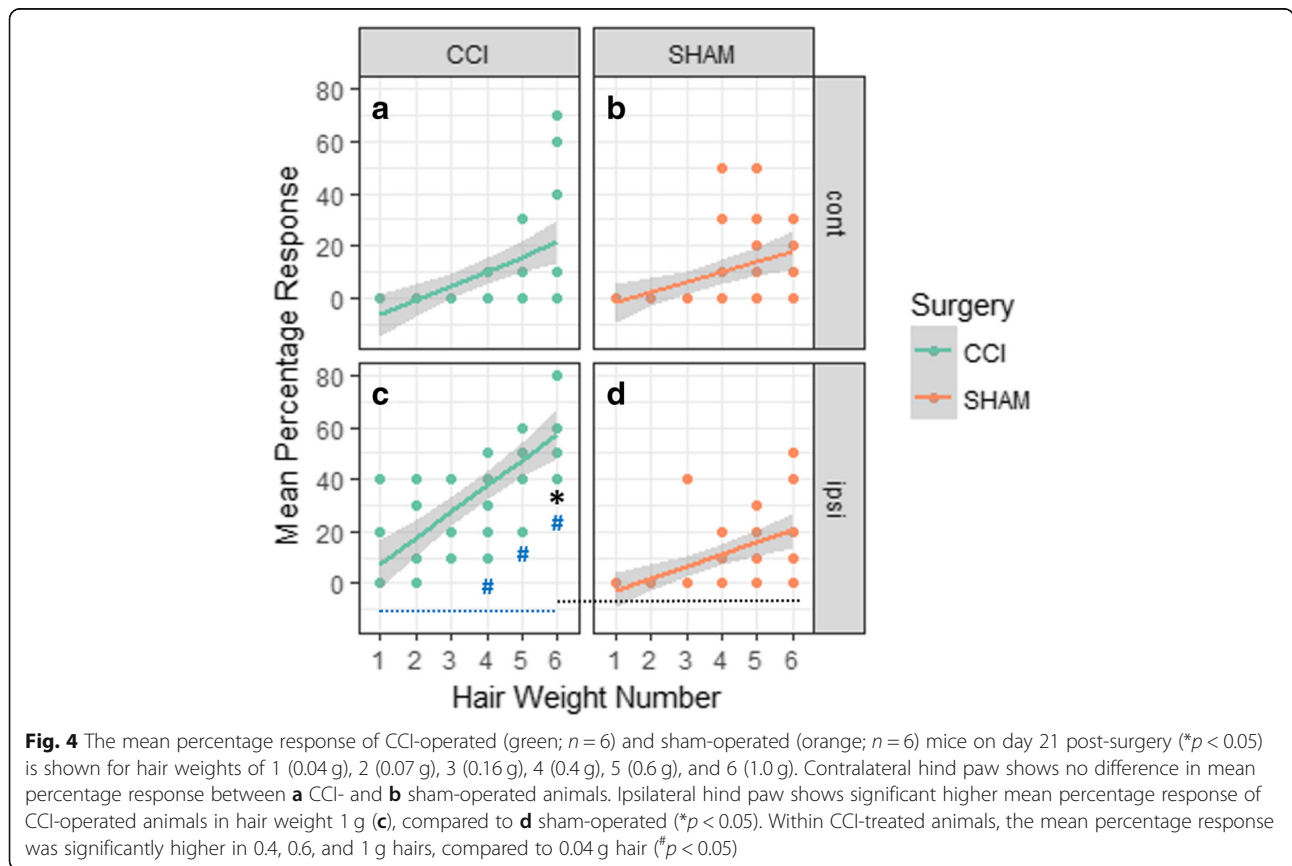 CCI SHAM
80 a b
60
40
20
0
cont
Mean Percentage Response
Surgery
CCI
SHAM
80 c d
60
40
20
0
*
#
#
#
ipsi
1 2 3 4 5 6 1 2 3 4 5 6
Hair Weight Number
Fig. 4 The mean percentage response of CCI-operated (green; n = 6) and sham-operated (orange; n = 6) mice on day 21 post-surgery (*p < 0.05)
is shown for hair weights of 1 (0.04 g), 2 (0.07 g), 3 (0.16 g), 4 (0.4 g), 5 (0.6 g), and 6 (1.0 g). Contralateral hind paw shows no difference in mean
percentage response between a CCI- and b sham-operated animals. Ipsilateral hind paw shows significant higher mean percentage response of
CCI-operated animals in hair weight 1 g (c), compared to d sham-operated (*p < 0.05). Within CCI-treated animals, the mean percentage response
was significantly higher in 0.4, 0.6, and 1 g hairs, compared to 0.04 g hair (#p < 0.05)